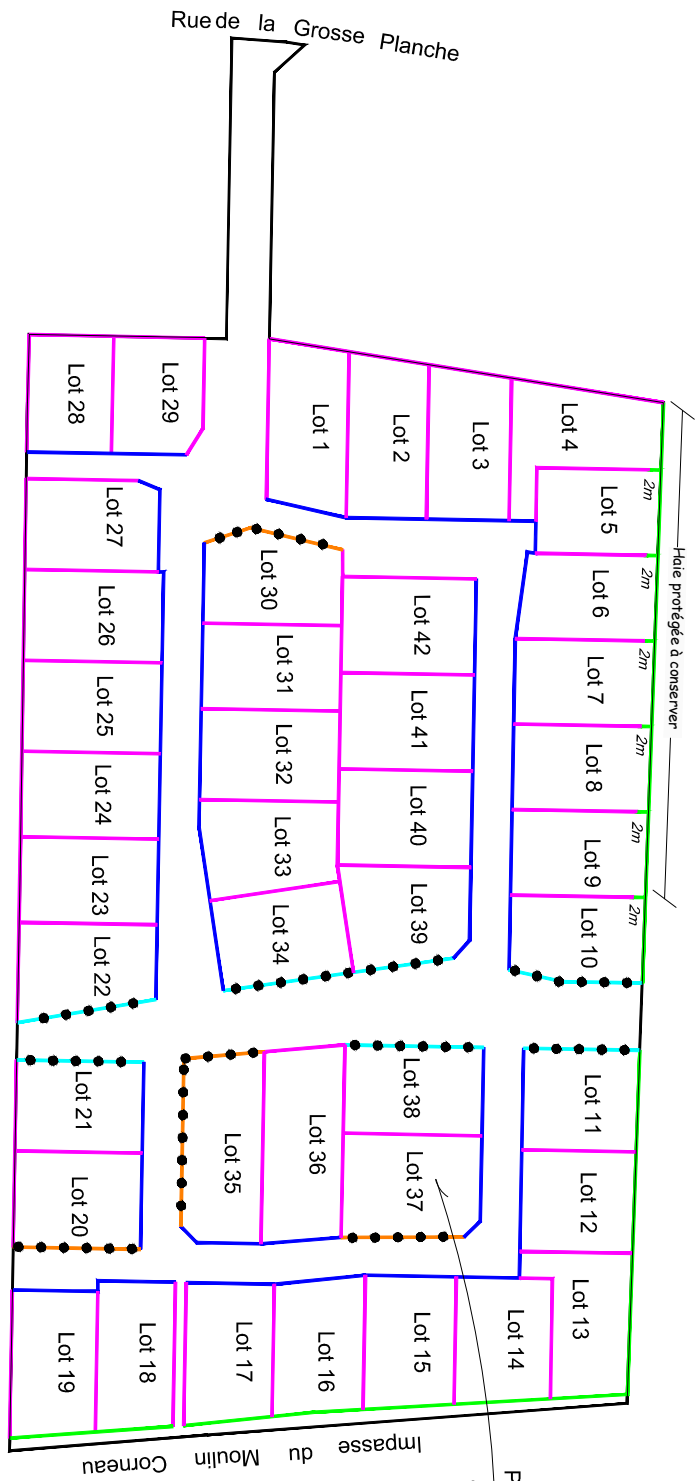 Rue de la Grosse Planche
Lot 28
Lot 29
Lot 1
Lot 2
Lot 3
Lot 4
Lot 5
2m
Haie protégée à conserver
Lot 27
Lot 30
Lot 42
Lot 6
2m
Lot 26
Lot 31
Lot 41
Lot 7
2m
Lot 25
Lot 32
Lot 40
Lot 8
2m
Lot 24
Lot 33
Lot 39
Lot 9
2m
Lot 23
Lot 34
Lot 10
2m
Lot 22
Lot 21
Lot 35
Lot 36
Lot 38
Lot 11
Lot 20
Lot 37
Lot 12
Lot 19
Lot 18
Lot 17
Lot 16
Lot 15
Lot 14
Lot 13
Impasse du Moulin Corneau